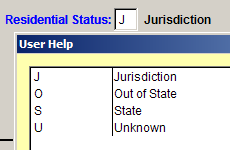 Residential Status: J Jurisdiction
User Help
J Jurisdiction
O Out of State
S State
U Unknown